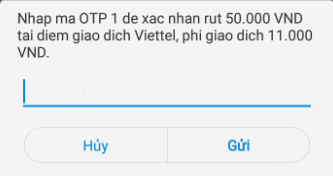 Nhap ma OTP 1 de xac nhan rut 50.000 VND
tai diem giao dich Viettel, phi giao dich 11.000
VND.
Hủy
Gửi